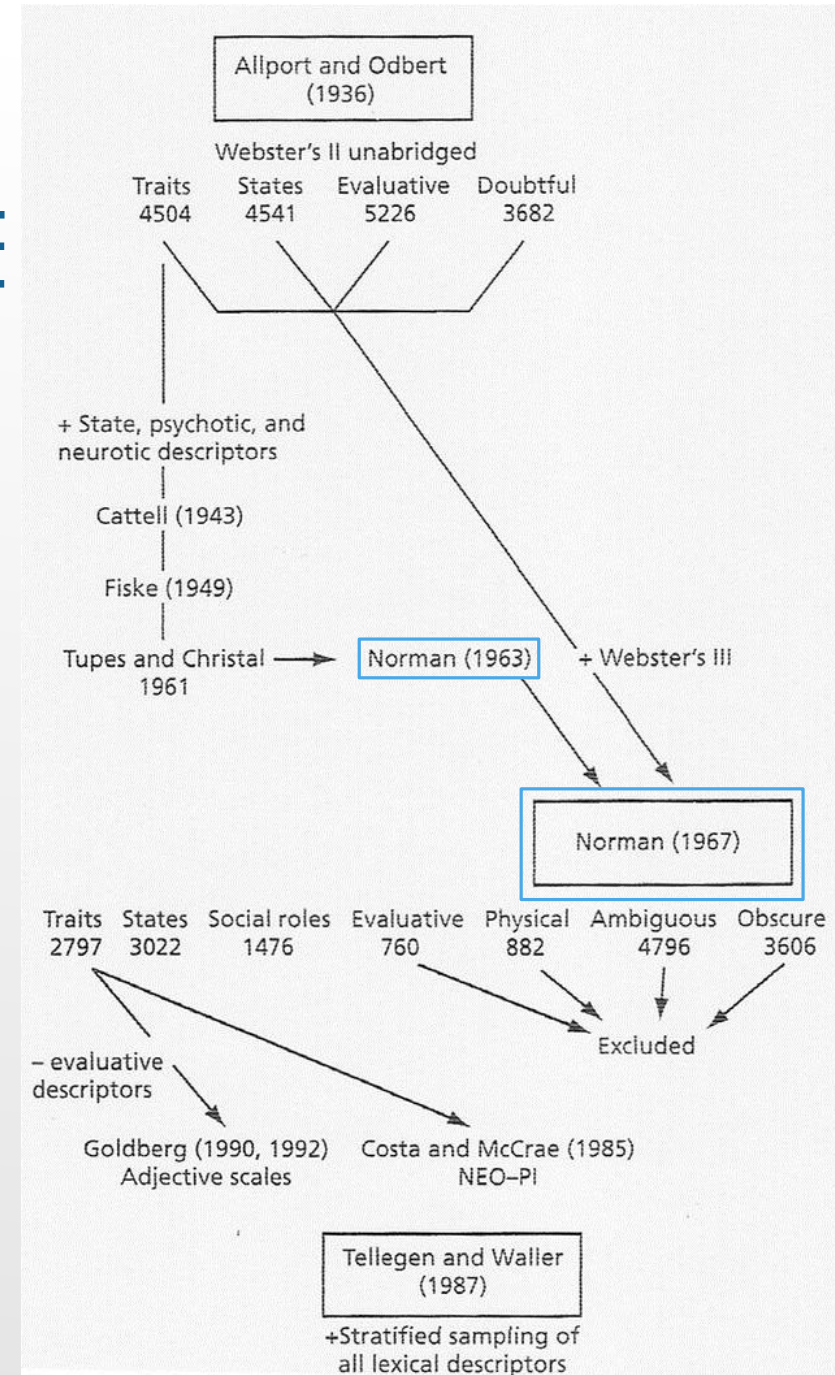 Allport and Odbert
(1936)
Webster's II unabridged
Traits States Evaluative Doubtful
4504 4541 5226 3682
+ State, psychotic, and
neurotic descriptors
Cattell (1943)
Fiske (1949)
Tupes and Christal
1961
Norman (1963)
+ Webster's III
Norman (1967)
Traits States Social roles Evaluative Physical Ambiguous Obscure
2797 3022 1476 760 882 4796 3606
Excluded
– evaluative
descriptors
Goldberg (1990, 1992)
Adjective scales
Costa and McCrae (1985)
NEO–PI
Tellegen and Waller
(1987)
+Stratified sampling of
all lexical descriptors